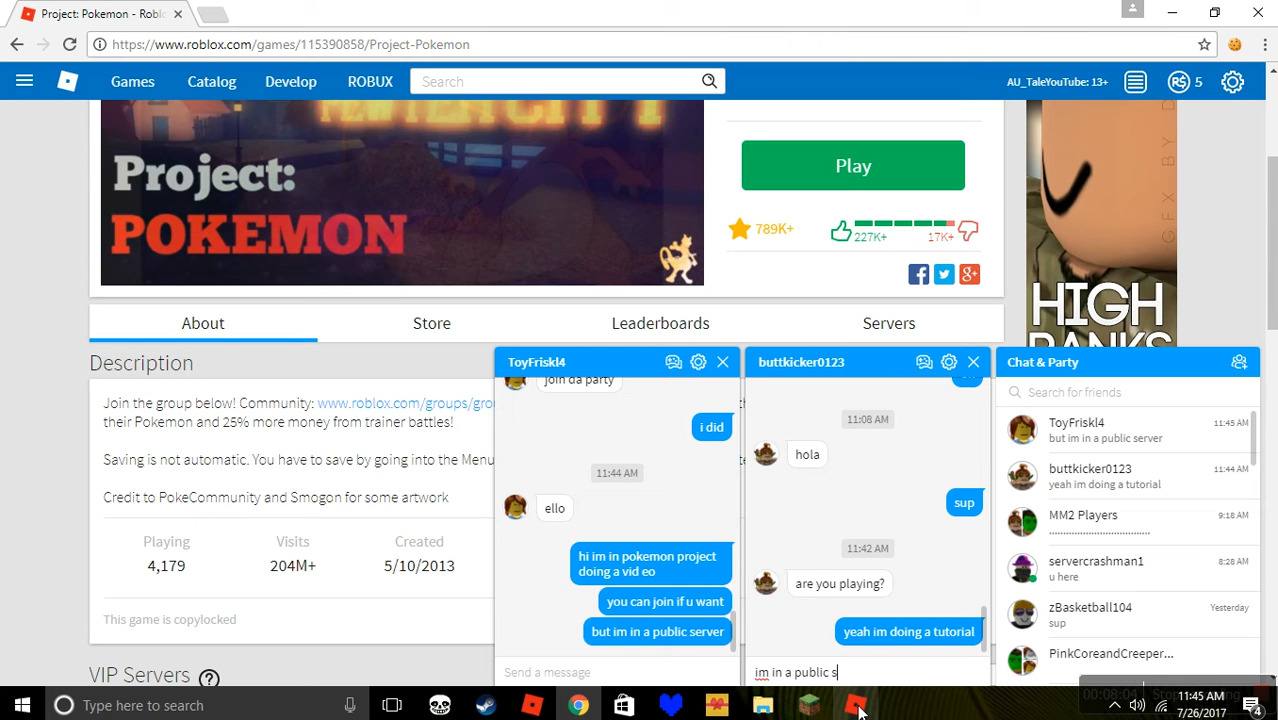 Project: Pokemon - Rob
https://www.roblox.com/games/115390858/Project-Pokemon
Games
Catalog
Develop
ROBUX
Search
AU_TaleYouTube: 13+
5
Project:
POKEMON
Play
789K+
227K+
17K+
GFX BY
HIGH
RANKS
About
Store
Leaderboards
Servers
Description
Join the group below! Community: www.roblox.com/groups/gro
their Pokemon and 25% more money from trainer battles!
Saving is not automatic. You have to save by going into the Menu
Credit to PokeCommunity and Smogon for some artwork
Playing
Visits
Created
4,179
204M+
5/10/2013
This game is copylocked
VIP Servers
ToyFriskl4
join da party
i did
11:44 AM
ello
hi im in pokemon project
doing a vid eo
you can join if u want
but im in a public server
Send a message
buttkicker0123
11:08 AM
hola
sup
11:42 AM
are you playing?
yeah im doing a tutorial
im in a public s
Chat & Party
Search for friends
ToyFriskl4
11:45 AM
but im in a public server
buttkicker0123
11:44 AM
yeah im doing a tutorial
MM2 Players
9:18 AM
servercrashman1
8:28 AM
u here
zBasketball104
Yesterday
sup
PinkCoreandCreeper...
00:08:04
Type here to search
11:45 AM
7/26/2017
4